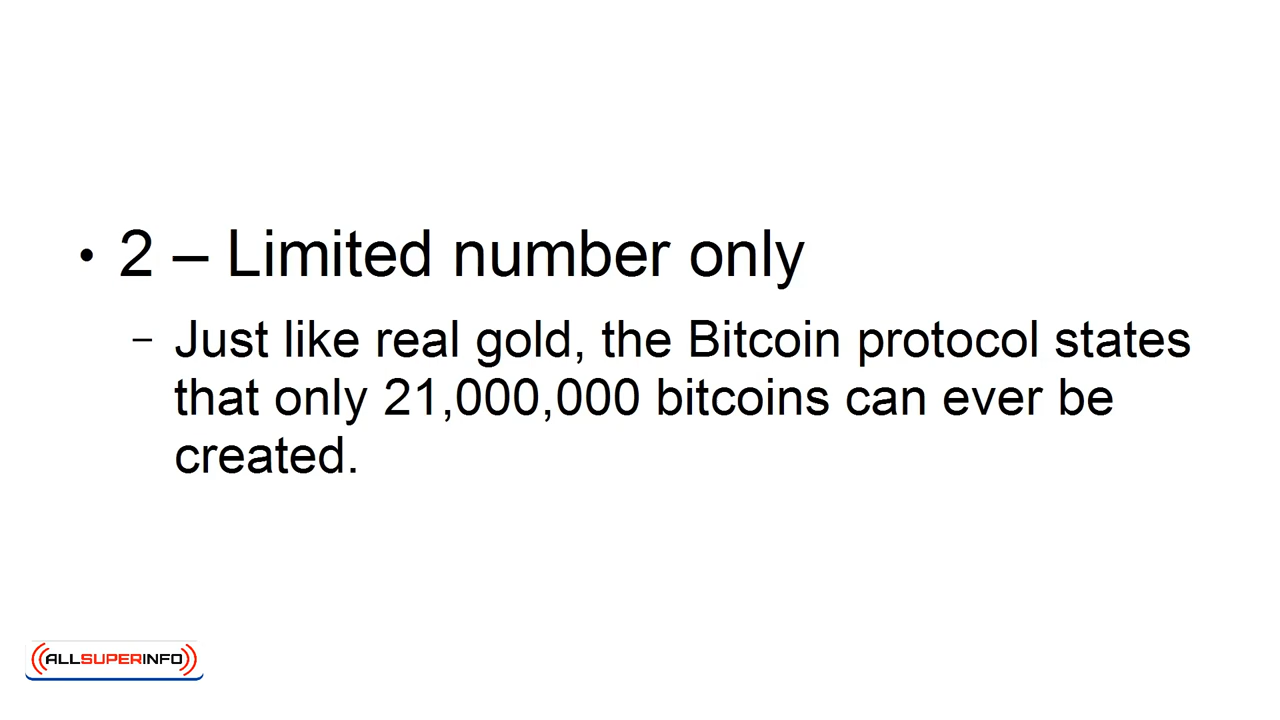 • 2 – Limited number only
– Just like real gold, the Bitcoin protocol states
that only 21,000,000 bitcoins can ever be
created.
ALLSUPERINFO